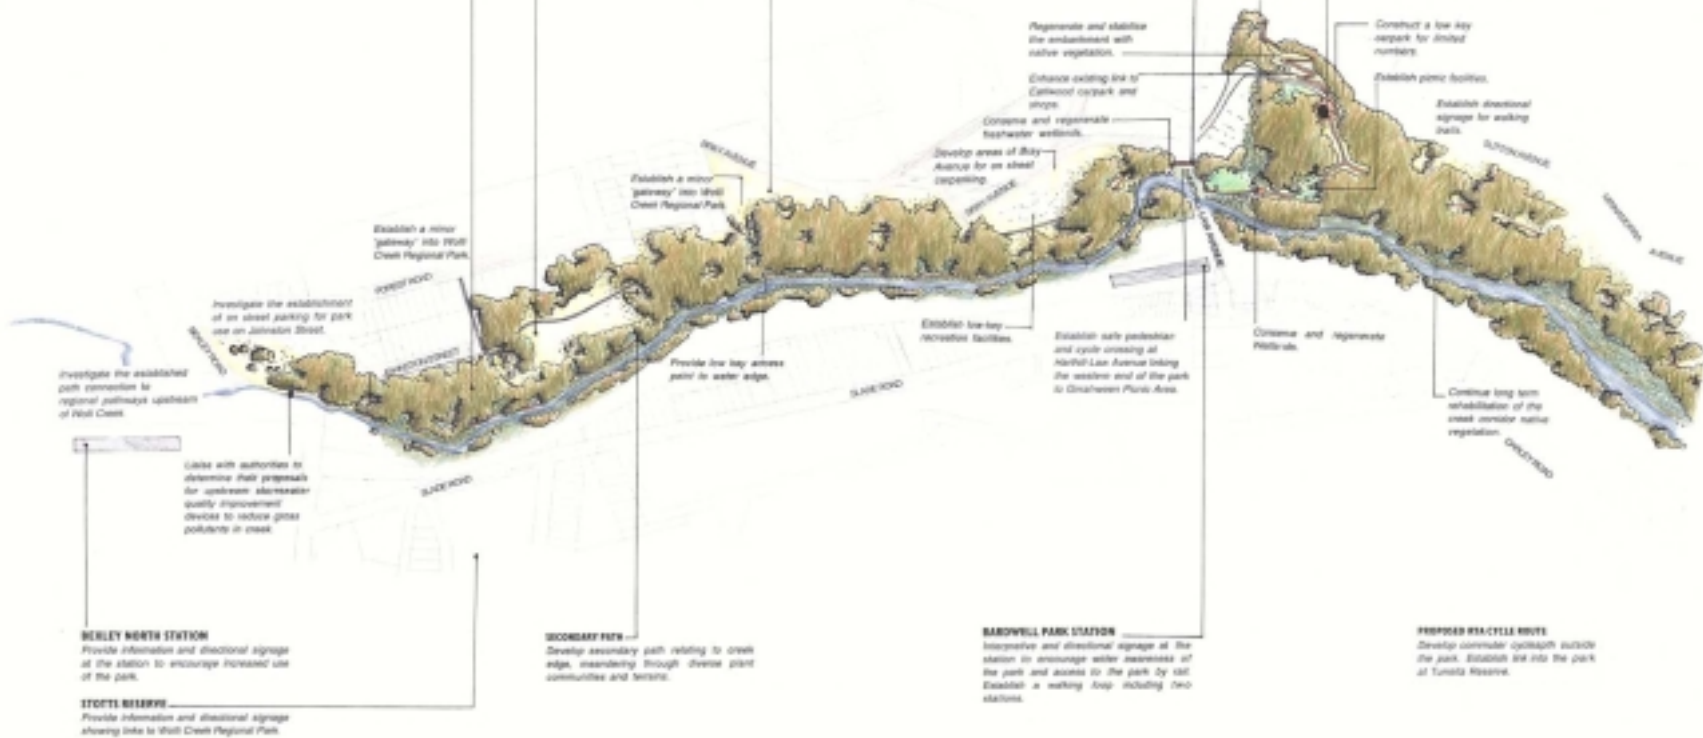 Regenerate and stabilise
the embankment with
native vegetation.
Enhance existing link to
Earlwood carpark and
shops.
Conserve and regenerate
freshwater wetlands.
Develop areas of Bray
Avenue for on street
carparking.
Construct a low key
carpark for limited
numbers.
Establish picnic facilities.
Establish directional
signage for walking
trails.
BRAY AVENUE
Establish a minor
'gateway' into Wolli
Creek Regional Park.
Establish a minor
'gateway' into Wolli
Creek Regional Park.
Investigate the establishment
of on street parking for park
use on Johnston Street.
Investigate the established
path connection to
regional pathways upstream
of Wolli Creek.
Liaise with authorities to
determine their proposals
for upstream stormwater
quality improvement
devices to reduce gross
pollutants in creek.
BEXLEY ROAD
FOREST ROAD
SLADE ROAD
SLADE ROAD
Provide low key access
point to water edge.
Establish low-key
recreation facilities.
Establish safe pedestrian
and cycle crossing at
Hartill-Law Avenue linking
the western end of the park
to Girrahween Picnic Area.
Conserve and regenerate
Wetlands.
Continue long term
rehabilitation of the
creek corridor native
vegetation.
AVENUE
BEXLEY NORTH STATION
Provide information and directional signage
at the station to encourage increased use
of the park.
STOTTS RESERVE
Provide information and directional signage
showing links to Wolli Creek Regional Park.
SECONDARY PATH
Develop secondary path relating to creek
edge, meandering through diverse plant
communities and terrains.
BARDWELL PARK STATION
Interpretive and directional signage at the
station to encourage wider awareness of
the park and access to the park by rail.
Establish a walking loop including two
stations.
PROPOSED RTA CYCLE ROUTE
Develop commuter cyclepath outside
the park. Establish link into the park
at Turrella Reserve.